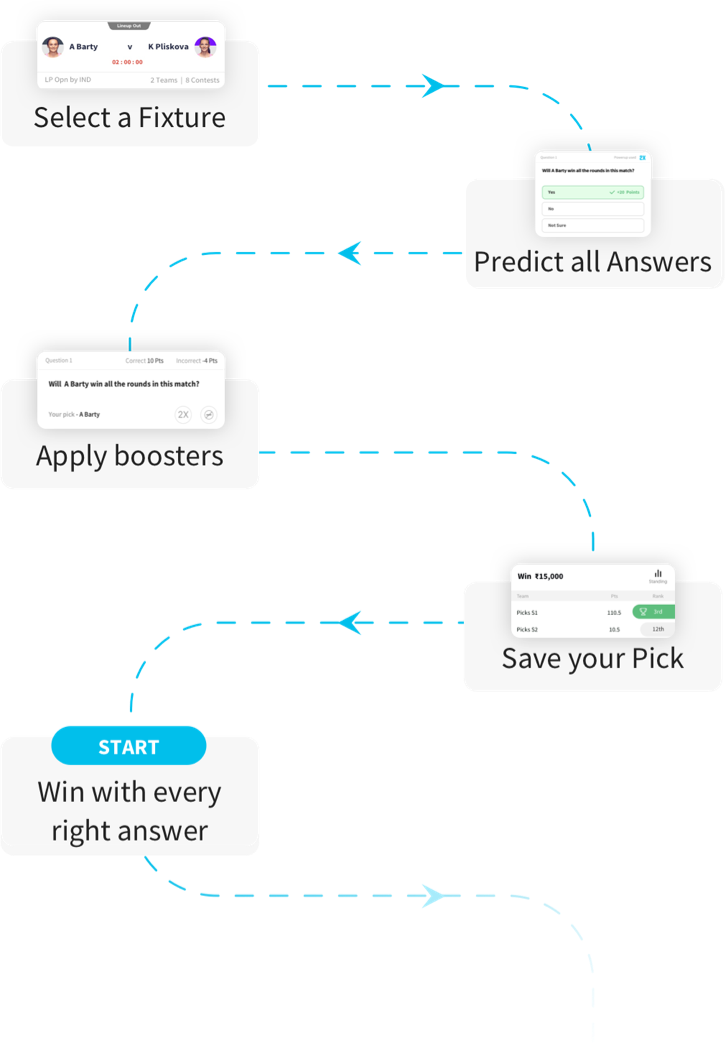 Lineup Out
A Barty v K Pliskova
02 : 00 : 00
LP Opn by IND 2 Teams | 8 Contests
Select a Fixture
Question 1 2X
Will A Barty win all the rounds in this match?
Yes Points
No
Not Sure
Predict all Answers
Question 1 Correct 10 Pts Incorrect -4 Pts
Will A Barty win all the rounds in this match?
Your pick - A Barty 2X
Apply boosters
Win ₹15,000
Standing
Team Pts Rank
Picks S1 110.5 3rd
Picks S2 10.5 12th
Save your Pick
START
Win with every
right answer